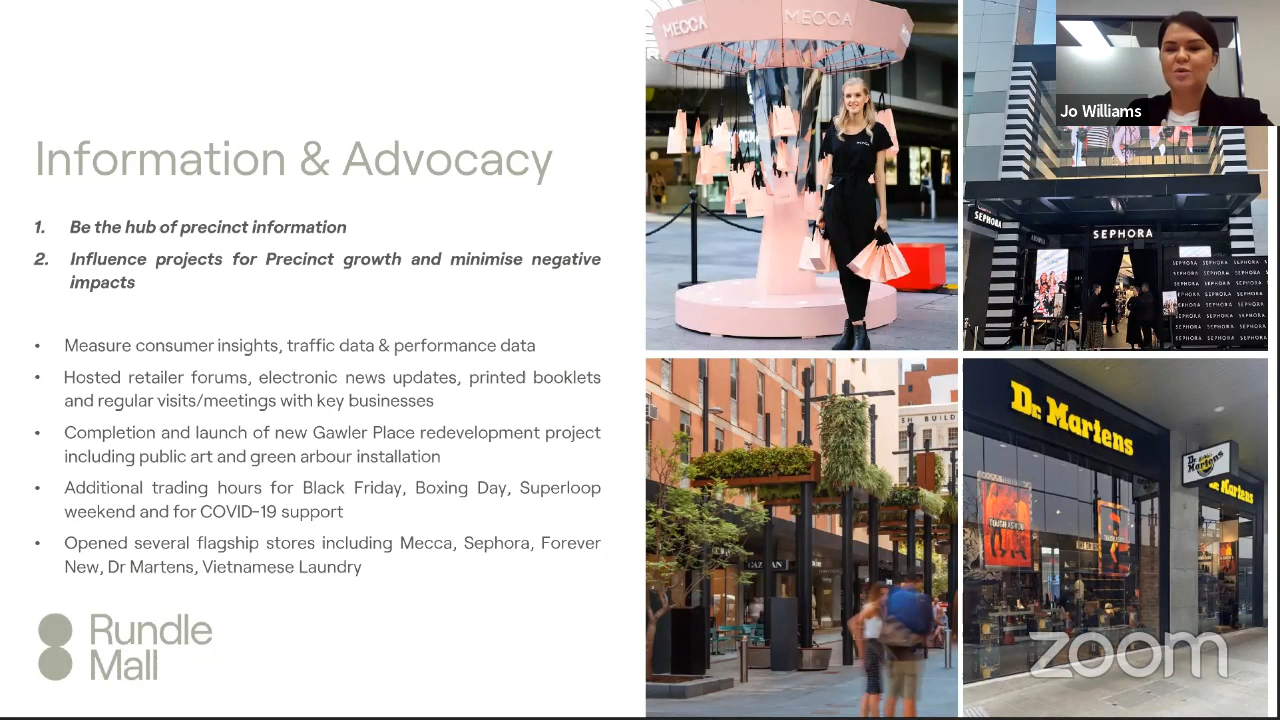 Information & Advocacy
1. Be the hub of precinct information
2. Influence projects for Precinct growth and minimise negative
impacts
• Measure consumer insights, traffic data & performance data
• Hosted retailer forums, electronic news updates, printed booklets
and regular visits/meetings with key businesses
• Completion and launch of new Gawler Place redevelopment project
including public art and green arbour installation
• Additional trading hours for Black Friday, Boxing Day, Superloop
weekend and for COVID-19 support
• Opened several flagship stores including Mecca, Sephora, Forever
New, Dr Martens, Vietnamese Laundry
Rundle
Mall
MECCA
MECCA
Jo Williams
SEPHORA
SEPHORA
Dr. Martens
Dr. Martens
Dr. Martens
TOUGH AS YOU
zoom